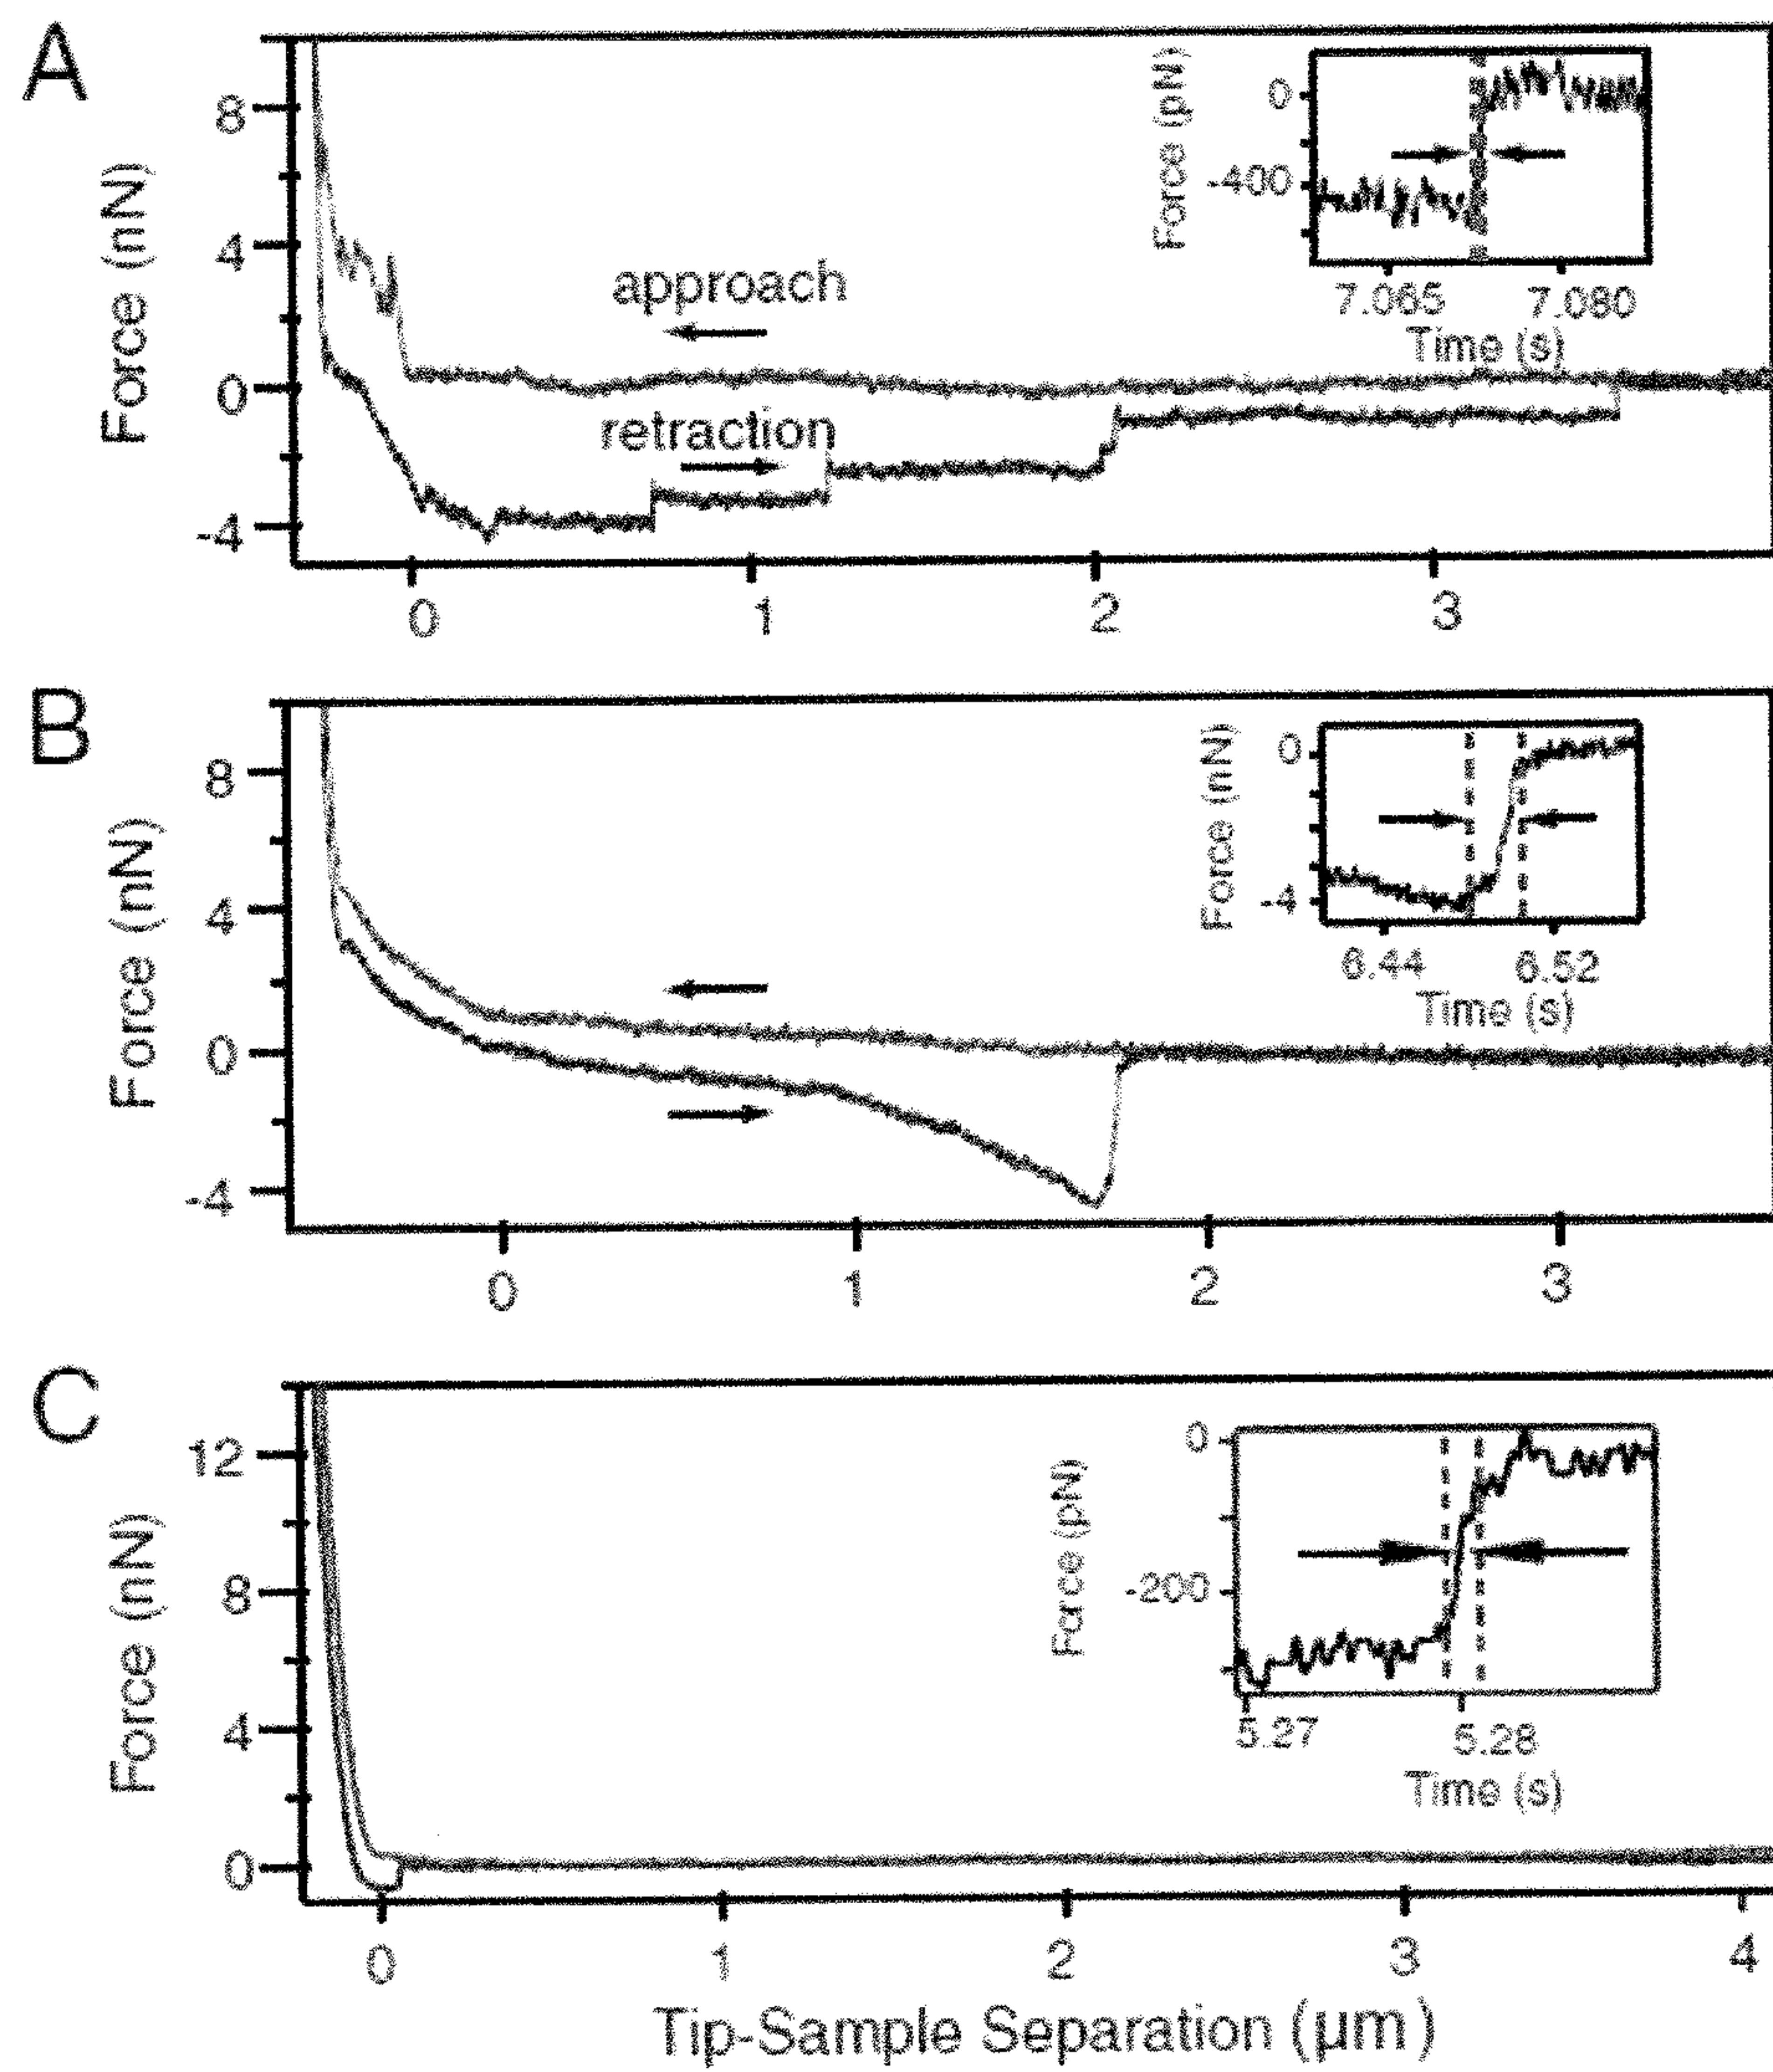 A
Force (nN)
8
4
0
-4
approach
retraction
Force (pN)
0
-400
7.065 7.080
Time (s)
0 1 2 3
B
Force (nN)
8
4
0
-4
Force (nN)
0
-4
6.44 6.52
Time (s)
0 1 2 3
C
Force (nN)
12
8
4
0
Force (pN)
0
-200
5.27 5.28
Time (s)
0 1 2 3 4
Tip-Sample Separation (μm)